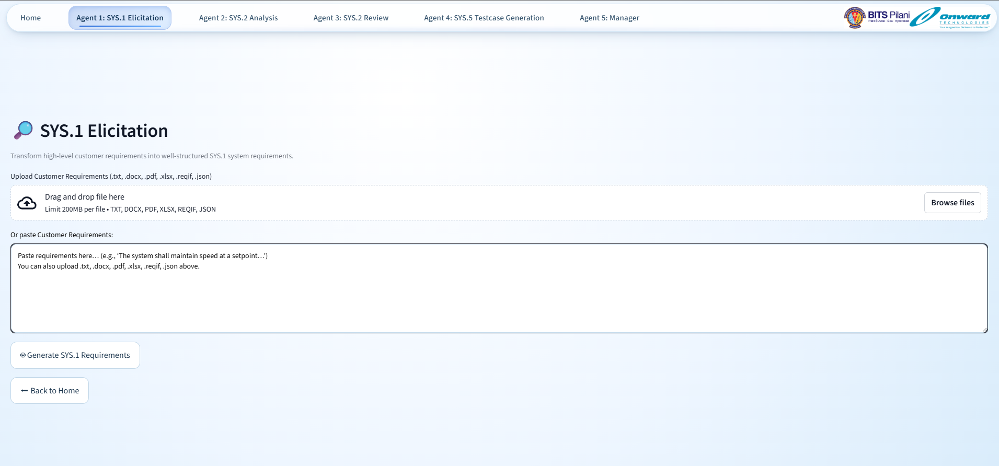 Home
Agent 1: SYS.1 Elicitation
Agent 2: SYS.2 Analysis
Agent 3: SYS.2 Review
Agent 4: SYS.5 Testcase Generation
Agent 5: Manager
BITS Pilani
Pilani | Dubai | Goa | Hyderabad
onward
TECHNOLOGIES
SYS.1 Elicitation
Transform high-level customer requirements into well-structured SYS.1 system requirements.
Upload Customer Requirements (.txt, .docx, .pdf, .xlsx, .reqif, .json)
Drag and drop file here
Limit 200MB per file • TXT, DOCX, PDF, XLSX, REQIF, JSON
Browse files
Or paste Customer Requirements:
Paste requirements here… (e.g., ‘The system shall maintain speed at a setpoint…’)
You can also upload .txt, .docx, .pdf, .xlsx, .reqif, .json above.
Generate SYS.1 Requirements
Back to Home